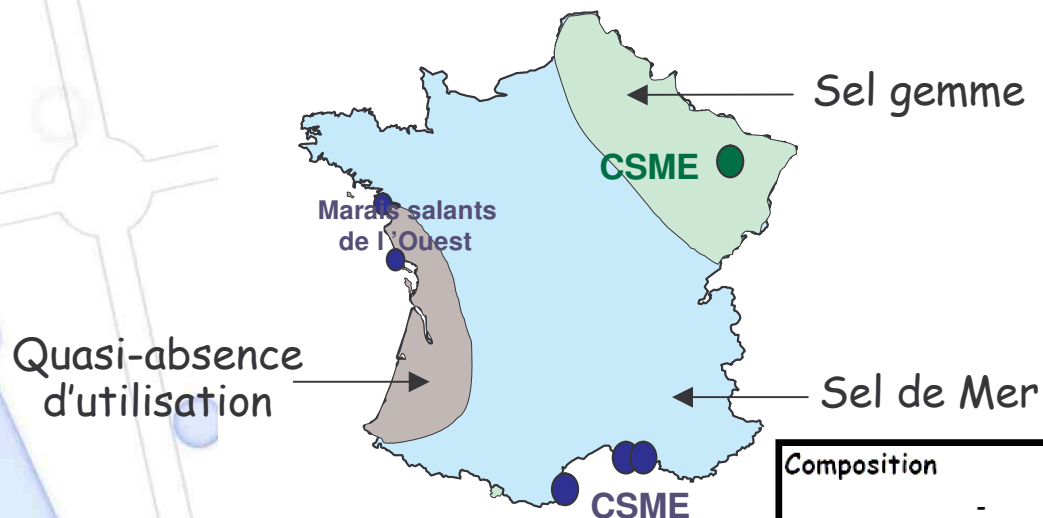 Sel gemme
CSME
Marais salants
de l 'Ouest
Quasi-absence
d'utilisation
Sel de Mer
Composition
-
CSME